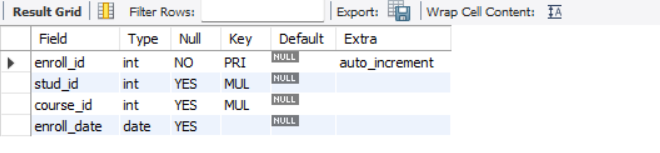 Result Grid Filter Rows: Export: Wrap Cell Content: IA
Field Type Null Key Default Extra
enroll_id int NO PRI NULL auto_increment
stud_id int YES MUL NULL
course_id int YES MUL NULL
enroll_date date YES NULL